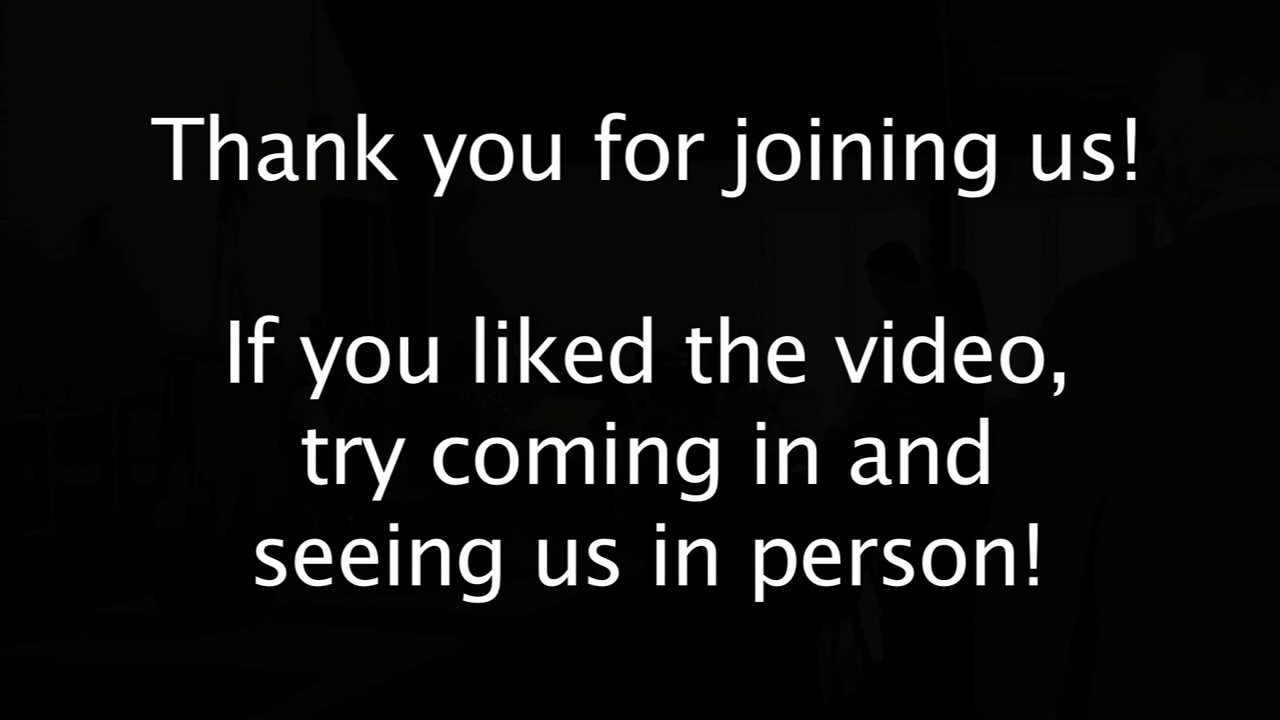 Thank you for joining us!
If you liked the video,
try coming in and
seeing us in person!